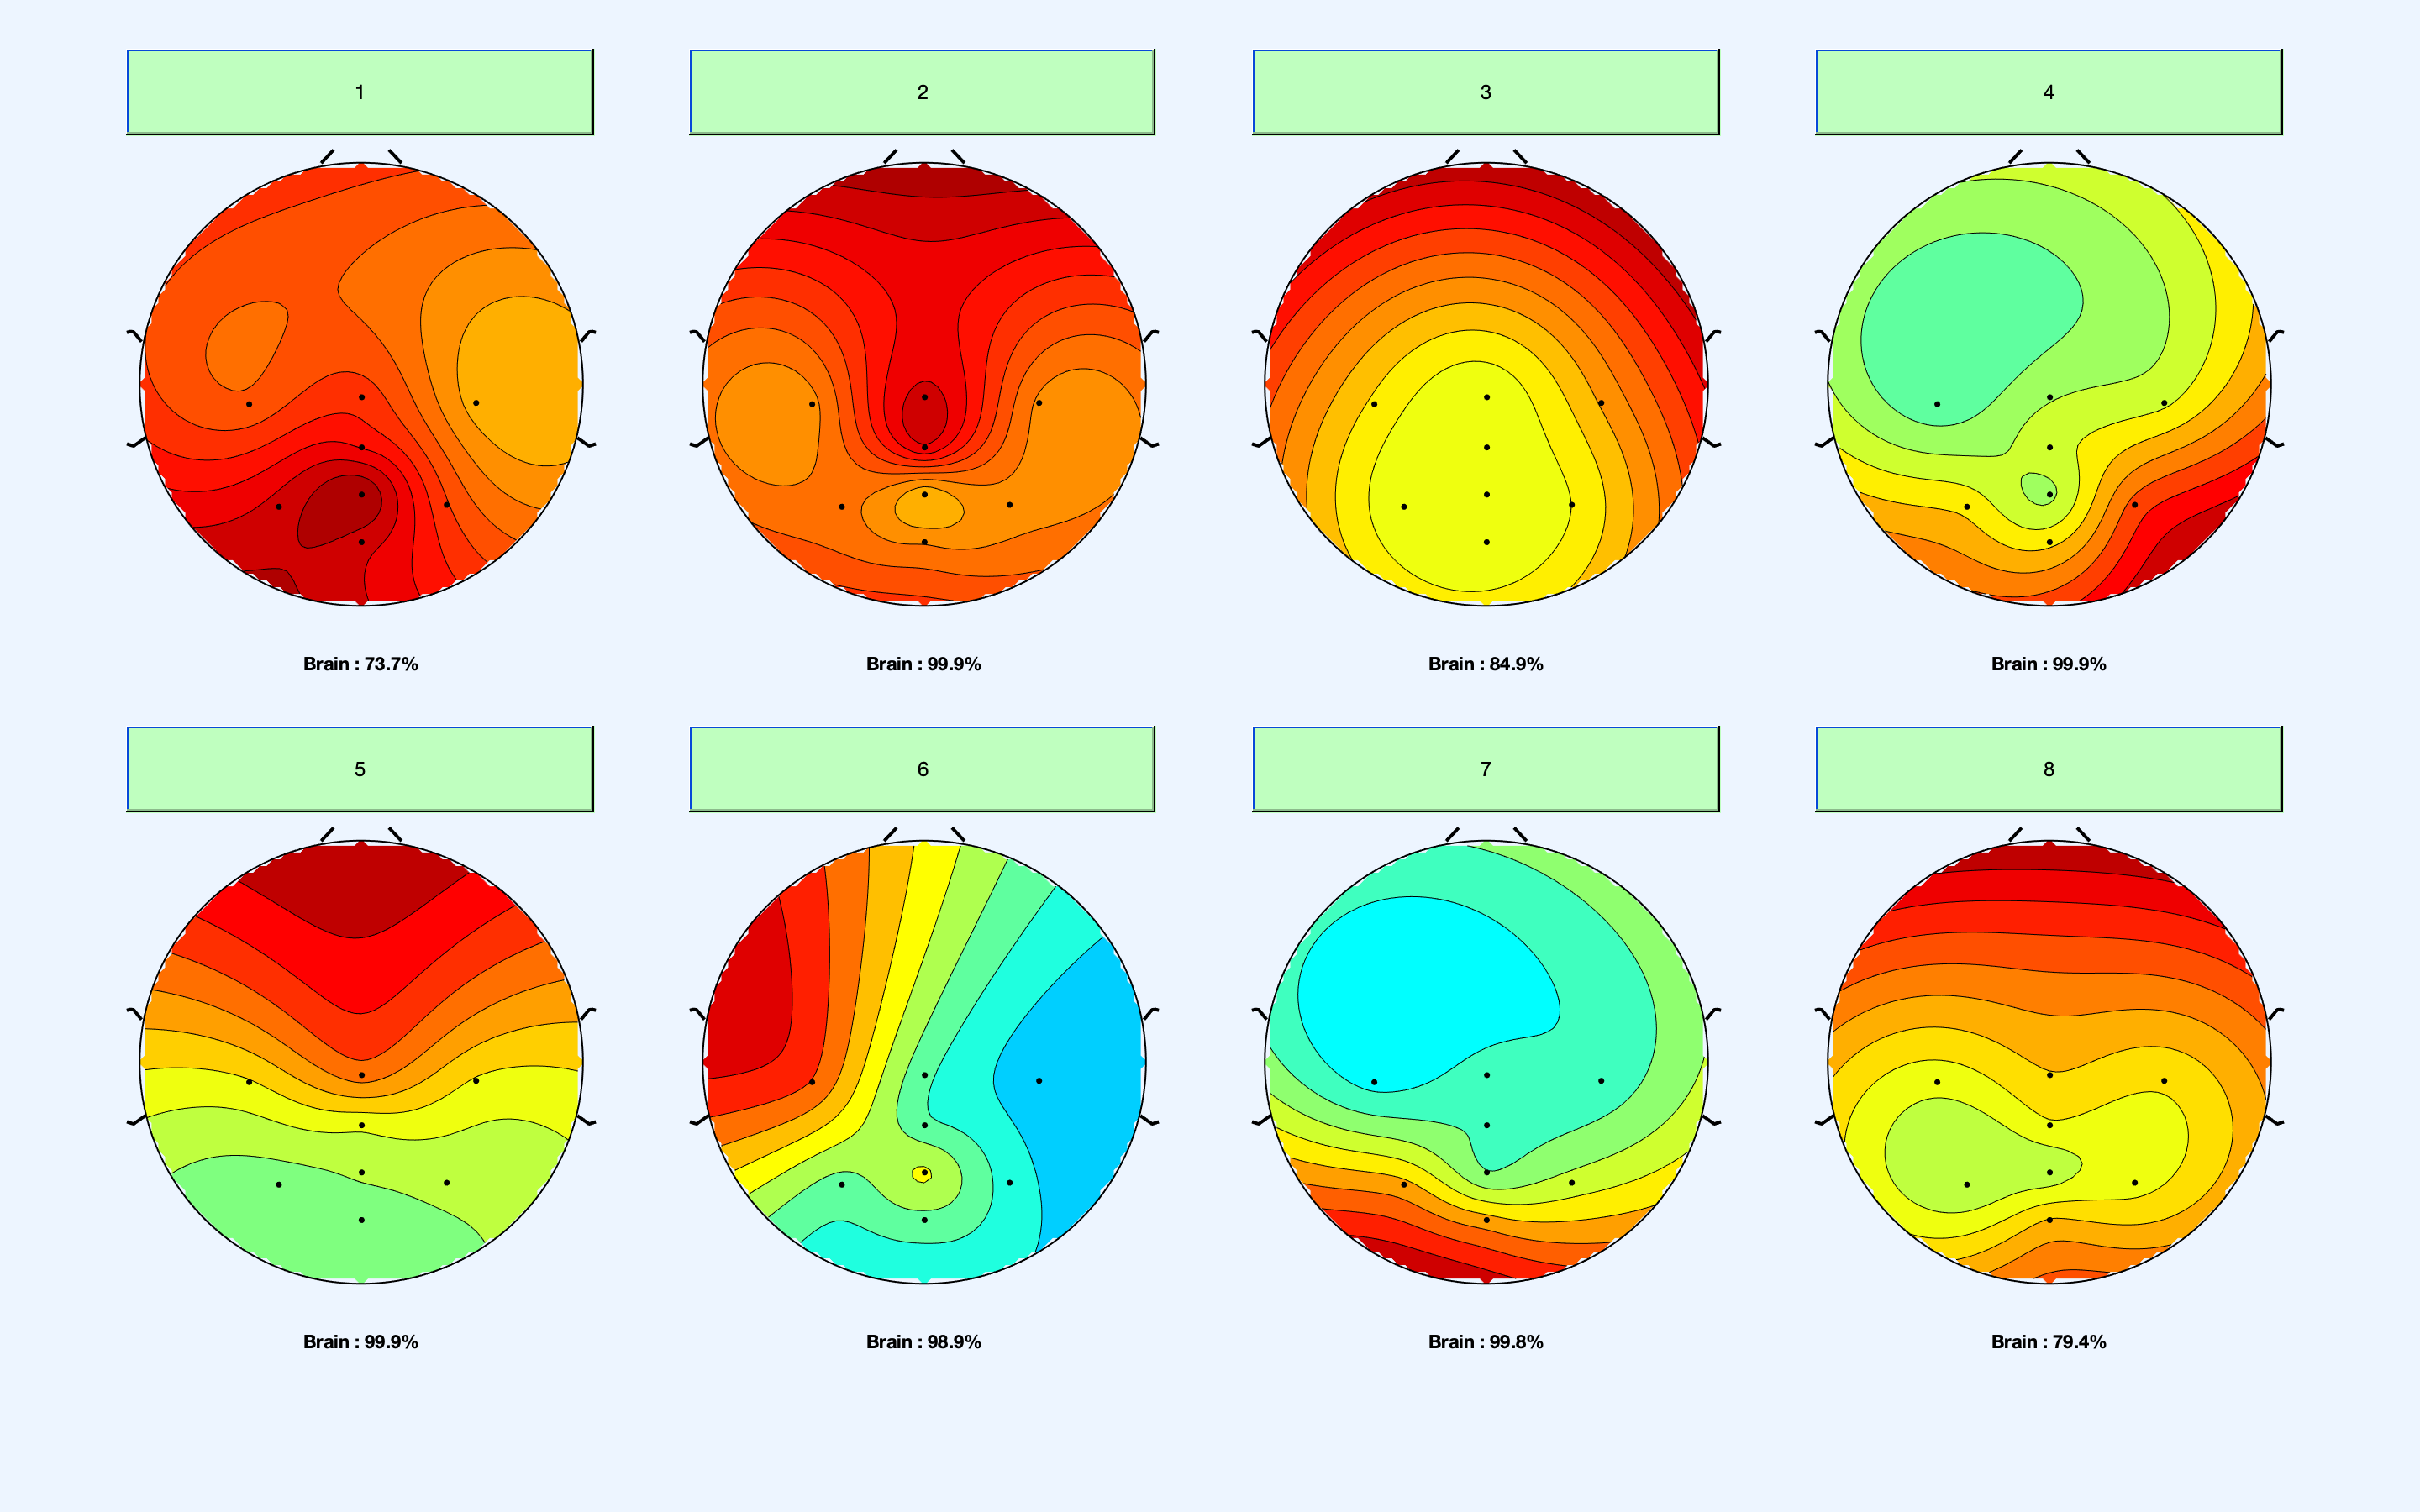 1
2
3
4
Brain : 73.7%
Brain : 99.9%
Brain : 84.9%
Brain : 99.9%
5
6
7
8
Brain : 99.9%
Brain : 98.9%
Brain : 99.8%
Brain : 79.4%